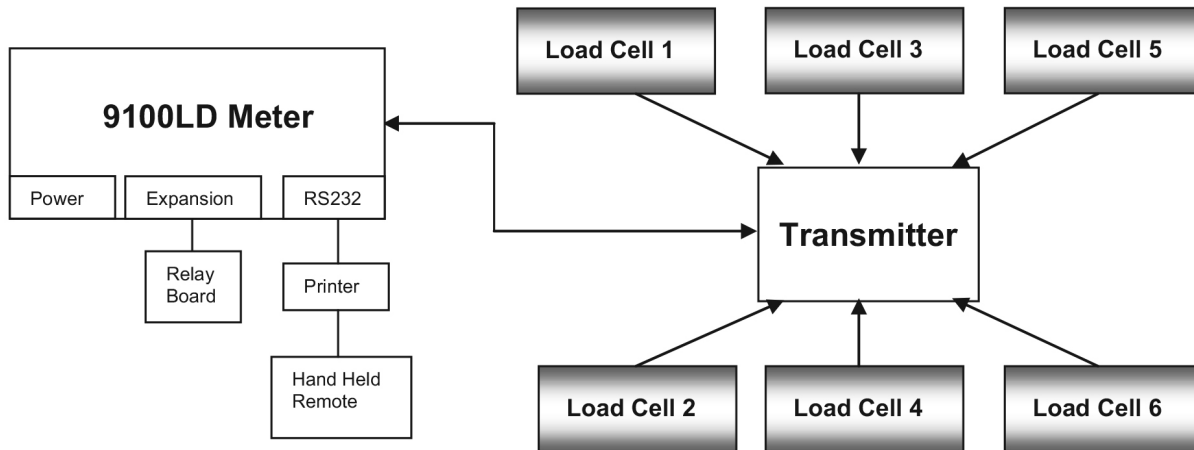 9100LD Meter
Power
Expansion
RS232
Relay
Board
Printer
Hand Held
Remote
Load Cell 1
Load Cell 3
Load Cell 5
Transmitter
Load Cell 2
Load Cell 4
Load Cell 6